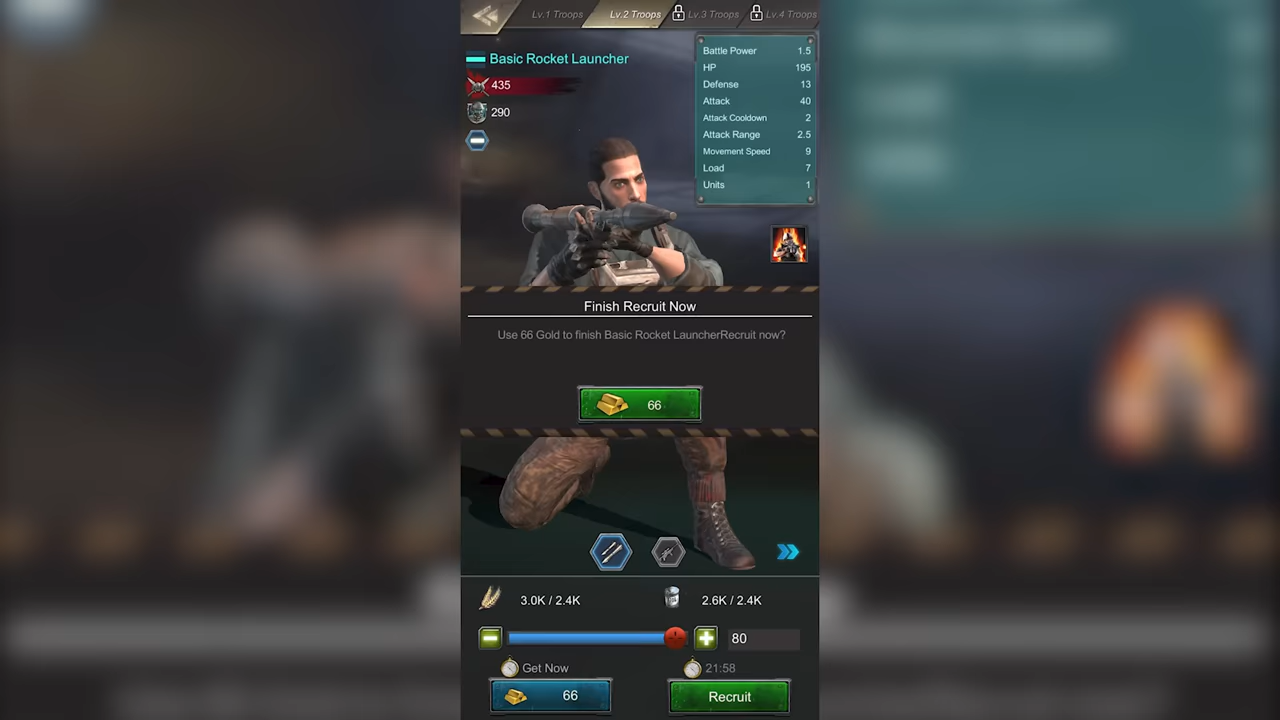 Lv.1 Troops
Lv.2 Troops
Lv.3 Troops
Lv.4 Troops
Basic Rocket Launcher
435
290
Battle Power 1.5
HP 195
Defense 13
Attack 40
Attack Cooldown 2
Attack Range 2.5
Movement Speed 9
Load 7
Units 1
Finish Recruit Now
Use 66 Gold to finish Basic Rocket LauncherRecruit now?
66
3.0K / 2.4K
2.6K / 2.4K
80
Get Now
21:58
66
Recruit